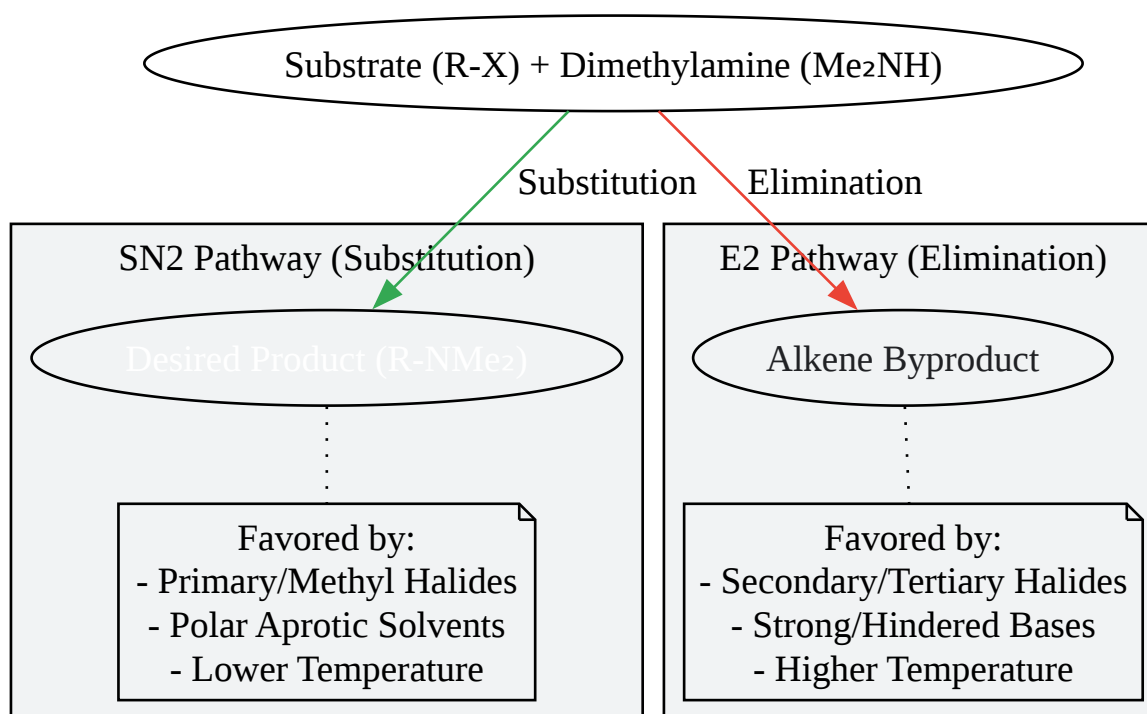 Substrate (R-X) + Dimethylamine (Me₂NH)
Substitution
Elimination
SN2 Pathway (Substitution)
Desired Product (R-NMe₂)
Favored by:
- Primary/Methyl Halides
- Polar Aprotic Solvents
- Lower Temperature
E2 Pathway (Elimination)
Alkene Byproduct
Favored by:
- Secondary/Tertiary Halides
- Strong/Hindered Bases
- Higher Temperature